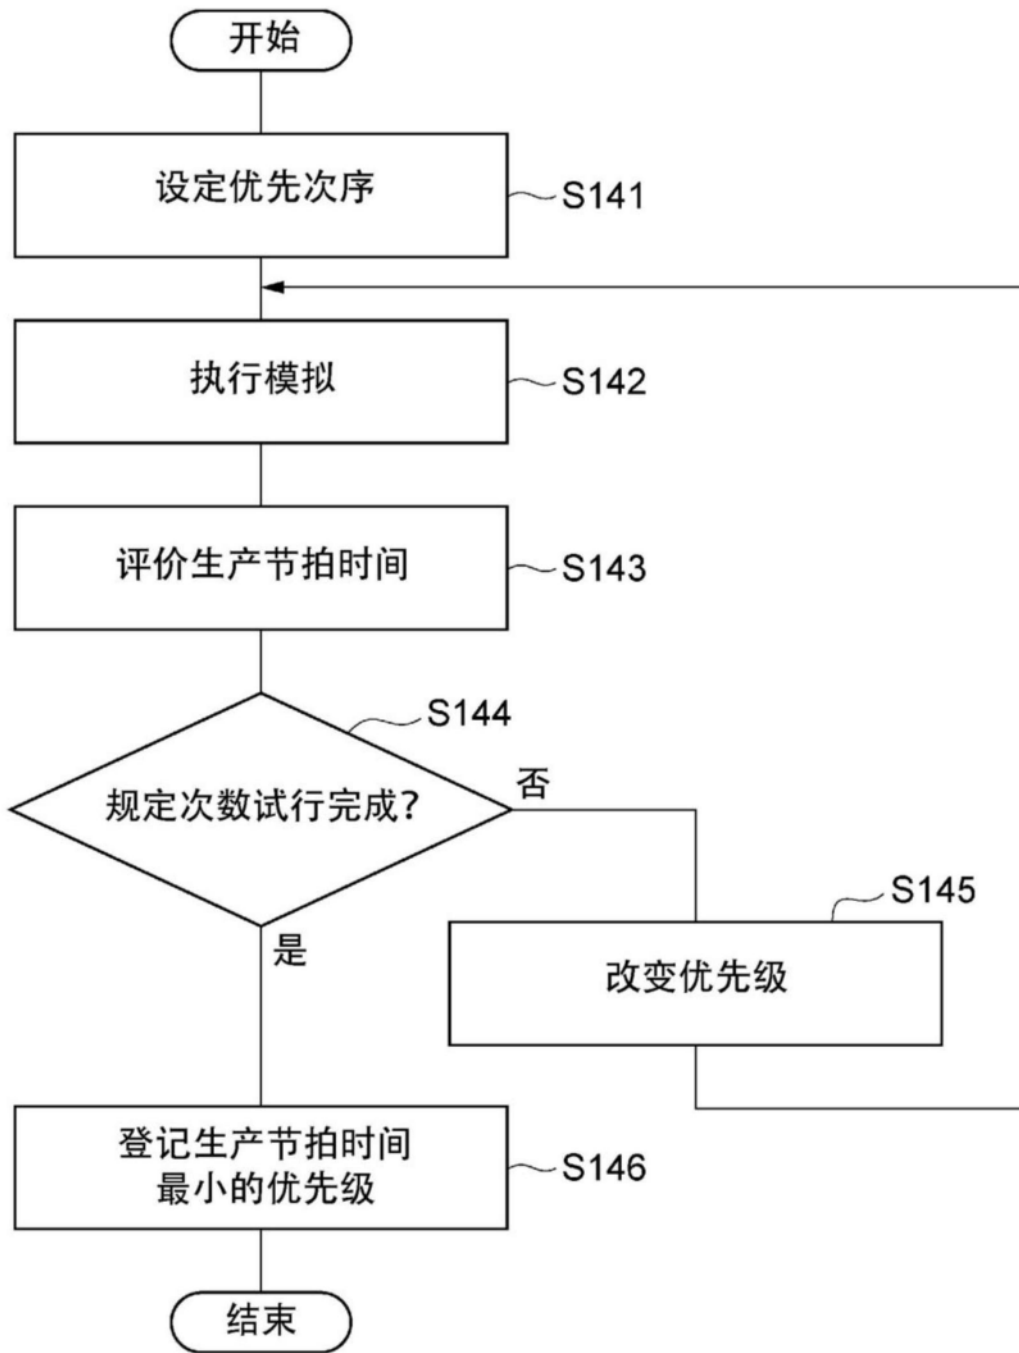 开始
设定优先次序
S141
执行模拟
S142
评价生产节拍时间
S143
S144
规定次数试行完成?
否
是
S145
改变优先级
登记生产节拍时间
最小的优先级
S146
结束